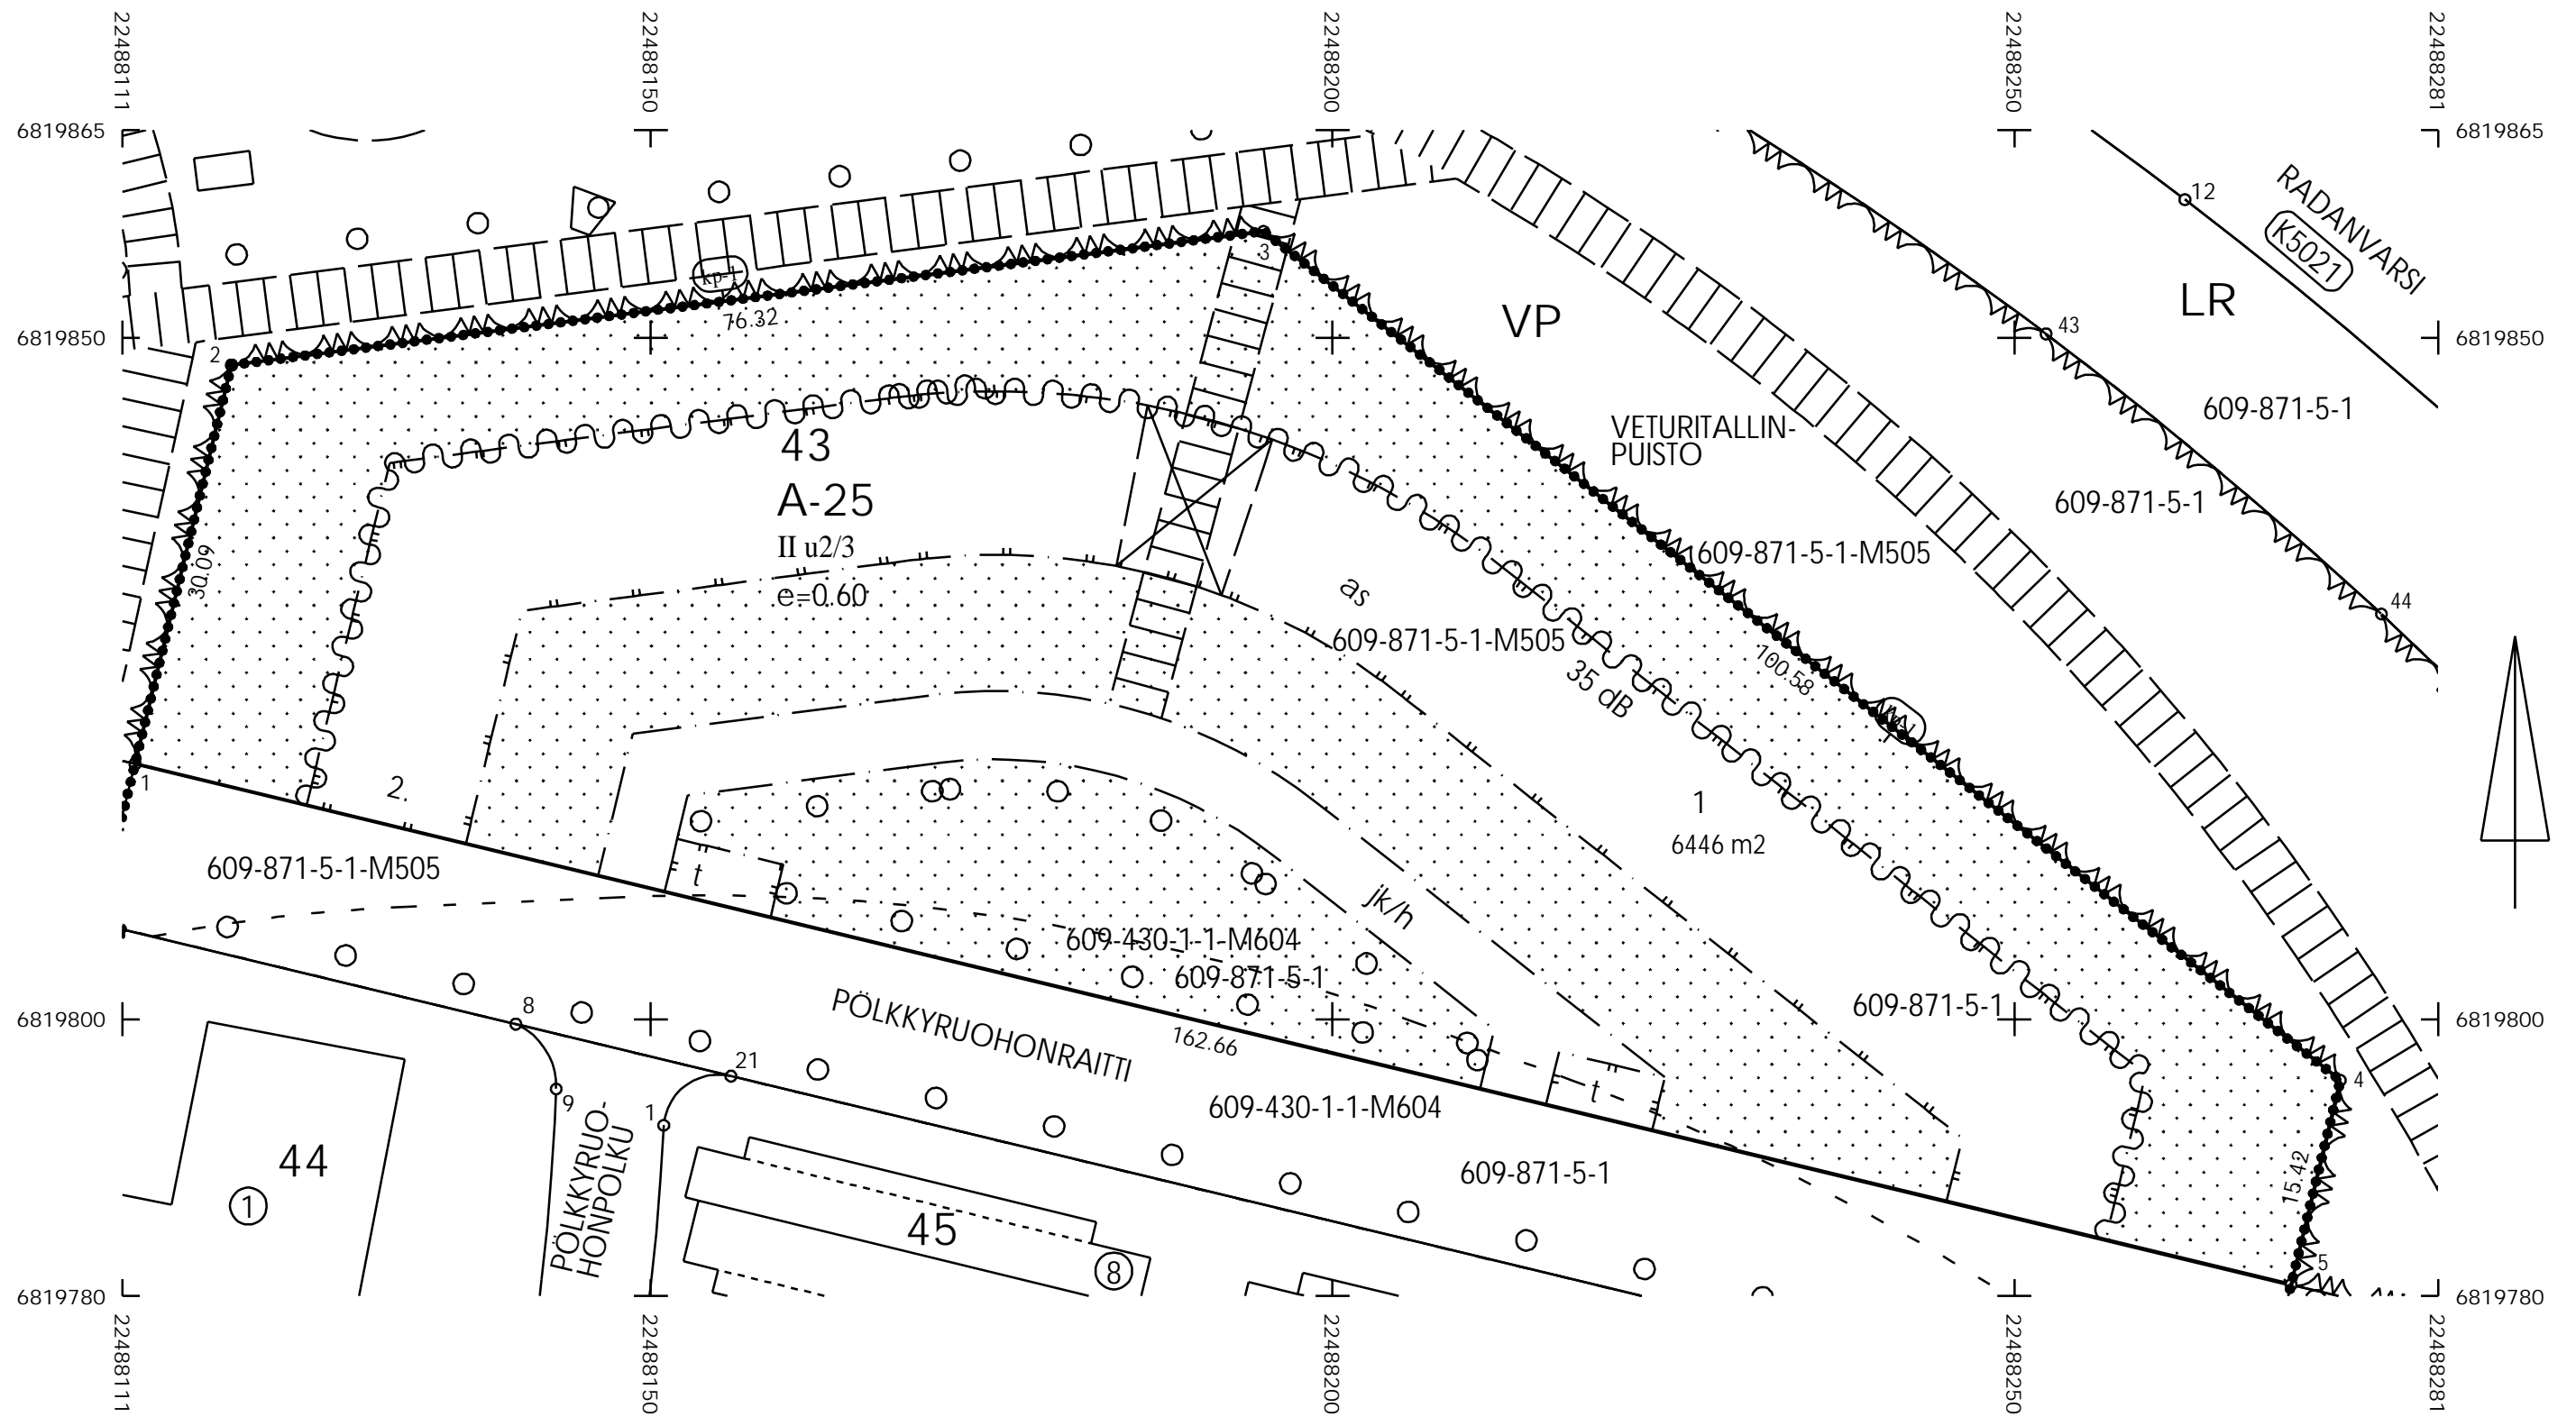 22488111
22488150
22488200
22488250
22488281
6819865
6819865
12
RADANVARSI
K5021
LR
kp-1
3
76.32
VP
43
6819850
6819850
2
609-871-5-1
VETURITALLIN-
PUISTO
43
A-25
II u2/3
e=0.60
609-871-5-1
609-871-5-1-M505
30.09
as
609-871-5-1-M505
44
35 dB
100.58
1
2.
1
6446 m2
609-871-5-1-M505
t
jk/h
609-430-1-1-M604
609-871-5-1
609-871-5-1
6819800
6819800
8
PÖLKKYRUOHONRAITTI
162.66
21
9
1
t
4
609-430-1-1-M604
PÖLKKYRUO-
HONPOLKU
44
1
45
8
609-871-5-1
15.42
5
6819780
6819780
22488111
22488150
22488200
22488250
22488281